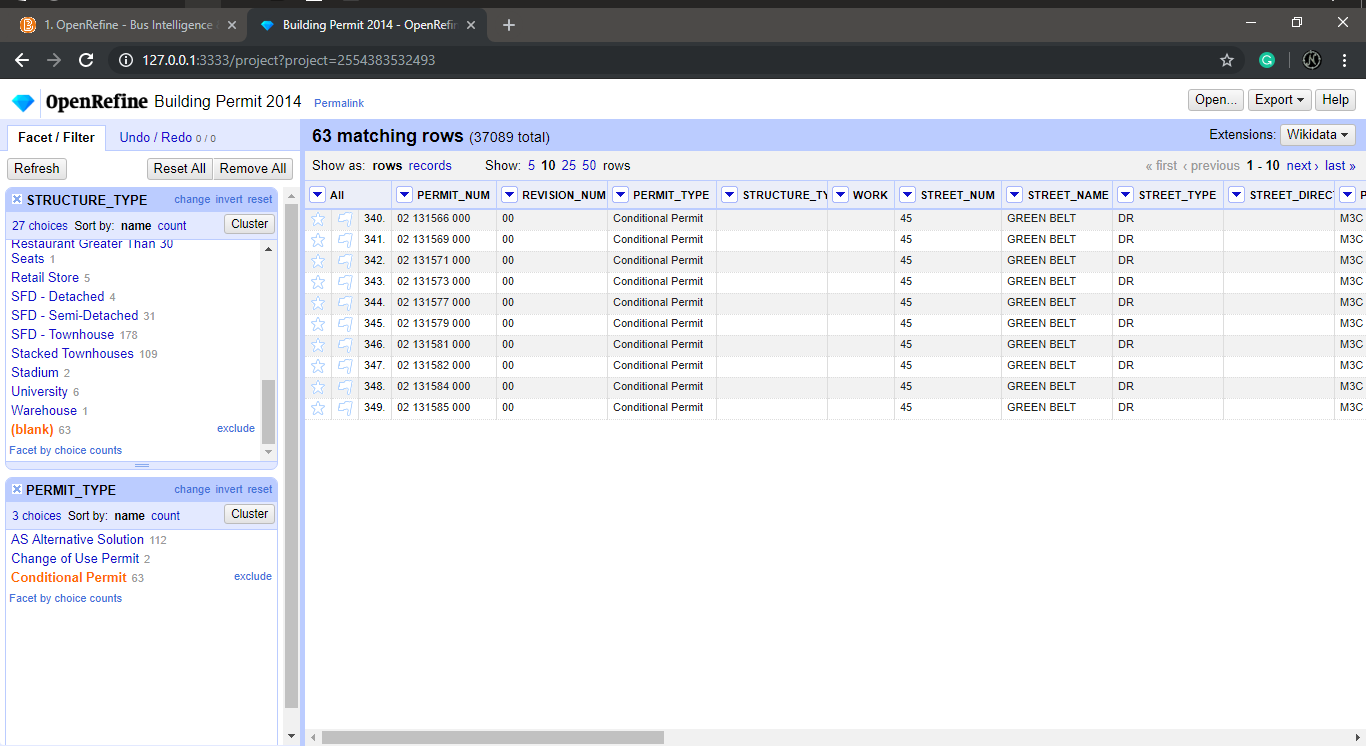 1. OpenRefine - Bus Intelligence
Building Permit 2014 - OpenRefin
127.0.0.1:3333/project?project=2554383532493
OpenRefine Building Permit 2014 Permalink
Open... Export Help
Facet / Filter Undo / Redo 0 / 0
Refresh Reset All Remove All
STRUCTURE_TYPE change invert reset
27 choices Sort by: name count Cluster
Restaurant Greater Than 30
Seats 1
Retail Store 5
SFD - Detached 4
SFD - Semi-Detached 31
SFD - Townhouse 178
Stacked Townhouses 109
Stadium 2
University 6
Warehouse 1
(blank) 63 exclude
Facet by choice counts
PERMIT_TYPE change invert reset
3 choices Sort by: name count Cluster
AS Alternative Solution 112
Change of Use Permit 2
Conditional Permit 63 exclude
Facet by choice counts
63 matching rows (37089 total)
Extensions: Wikidata
Show as: rows records Show: 5 10 25 50 rows
« first ‹ previous 1 - 10 next › last »
All PERMIT_NUM REVISION_NUM PERMIT_TYPE STRUCTURE_TY WORK STREET_NUM STREET_NAME STREET_TYPE STREET_DIREC P
340. 02 131566 000 00 Conditional Permit 45 GREEN BELT DR M3C
341. 02 131569 000 00 Conditional Permit 45 GREEN BELT DR M3C
342. 02 131571 000 00 Conditional Permit 45 GREEN BELT DR M3C
343. 02 131573 000 00 Conditional Permit 45 GREEN BELT DR M3C
344. 02 131577 000 00 Conditional Permit 45 GREEN BELT DR M3C
345. 02 131579 000 00 Conditional Permit 45 GREEN BELT DR M3C
346. 02 131581 000 00 Conditional Permit 45 GREEN BELT DR M3C
347. 02 131582 000 00 Conditional Permit 45 GREEN BELT DR M3C
348. 02 131584 000 00 Conditional Permit 45 GREEN BELT DR M3C
349. 02 131585 000 00 Conditional Permit 45 GREEN BELT DR M3C